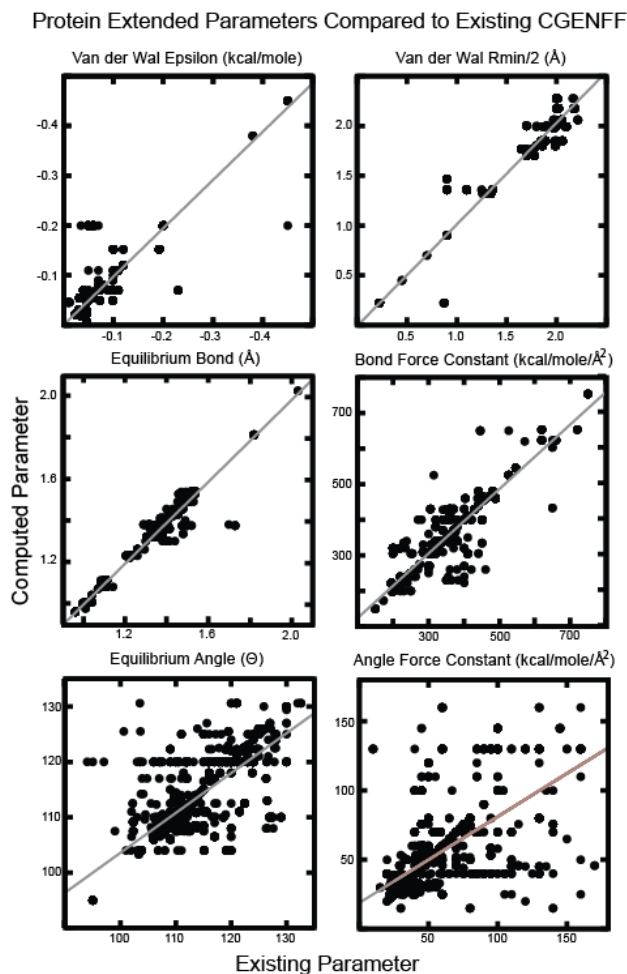 Protein Extended Parameters Compared to Existing CGENFF
Van der Wal Epsilon (kcal/mole)
Van der Wal Rmin/2 (Å)
-0.4
-0.3
-0.2
-0.1
-0.1 -0.2 -0.3 -0.4
2.0
1.5
1.0
0.5
0.5 1.0 1.5 2.0
Equilibrium Bond (Å)
Bond Force Constant (kcal/mole/Å²)
2.0
1.6
1.2
1.2 1.6 2.0
700
500
300
300 500 700
Computed Parameter
Equilibrium Angle (Θ)
Angle Force Constant (kcal/mole/Å²)
130
120
110
100
100 110 120 130
150
100
50
50 100 150
Existing Parameter